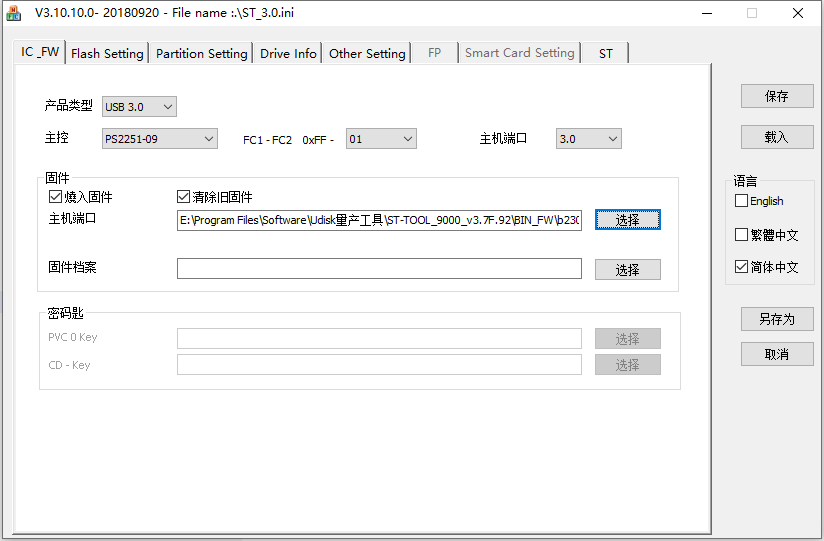 V3.10.10.0- 20180920 - File name :.\ST_3.0.ini
IC _FW Flash Setting Partition Setting Drive Info Other Setting FP Smart Card Setting ST
产品类型 USB 3.0
主控 PS2251-09 FC1 - FC2 0xFF - 01 主机端口 3.0
固件
燒入固件 清除旧固件
主机端口 E:\Program Files\Software\Udisk量产工具\ST-TOOL_9000_v3.7F.92\BIN_FW\b230 选择
固件档案 选择
密码匙
PVC 0 Key 选择
CD - Key 选择
保存
载入
语言
English
繁體中文
简体中文
另存为
取消